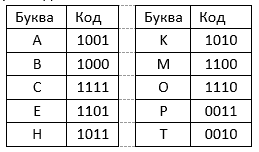 Буква Код Буква Код
А 1001 К 1010
В 1000 М 1100
С 1111 О 1110
Е 1101 Р 0011
Н 1011 Т 0010